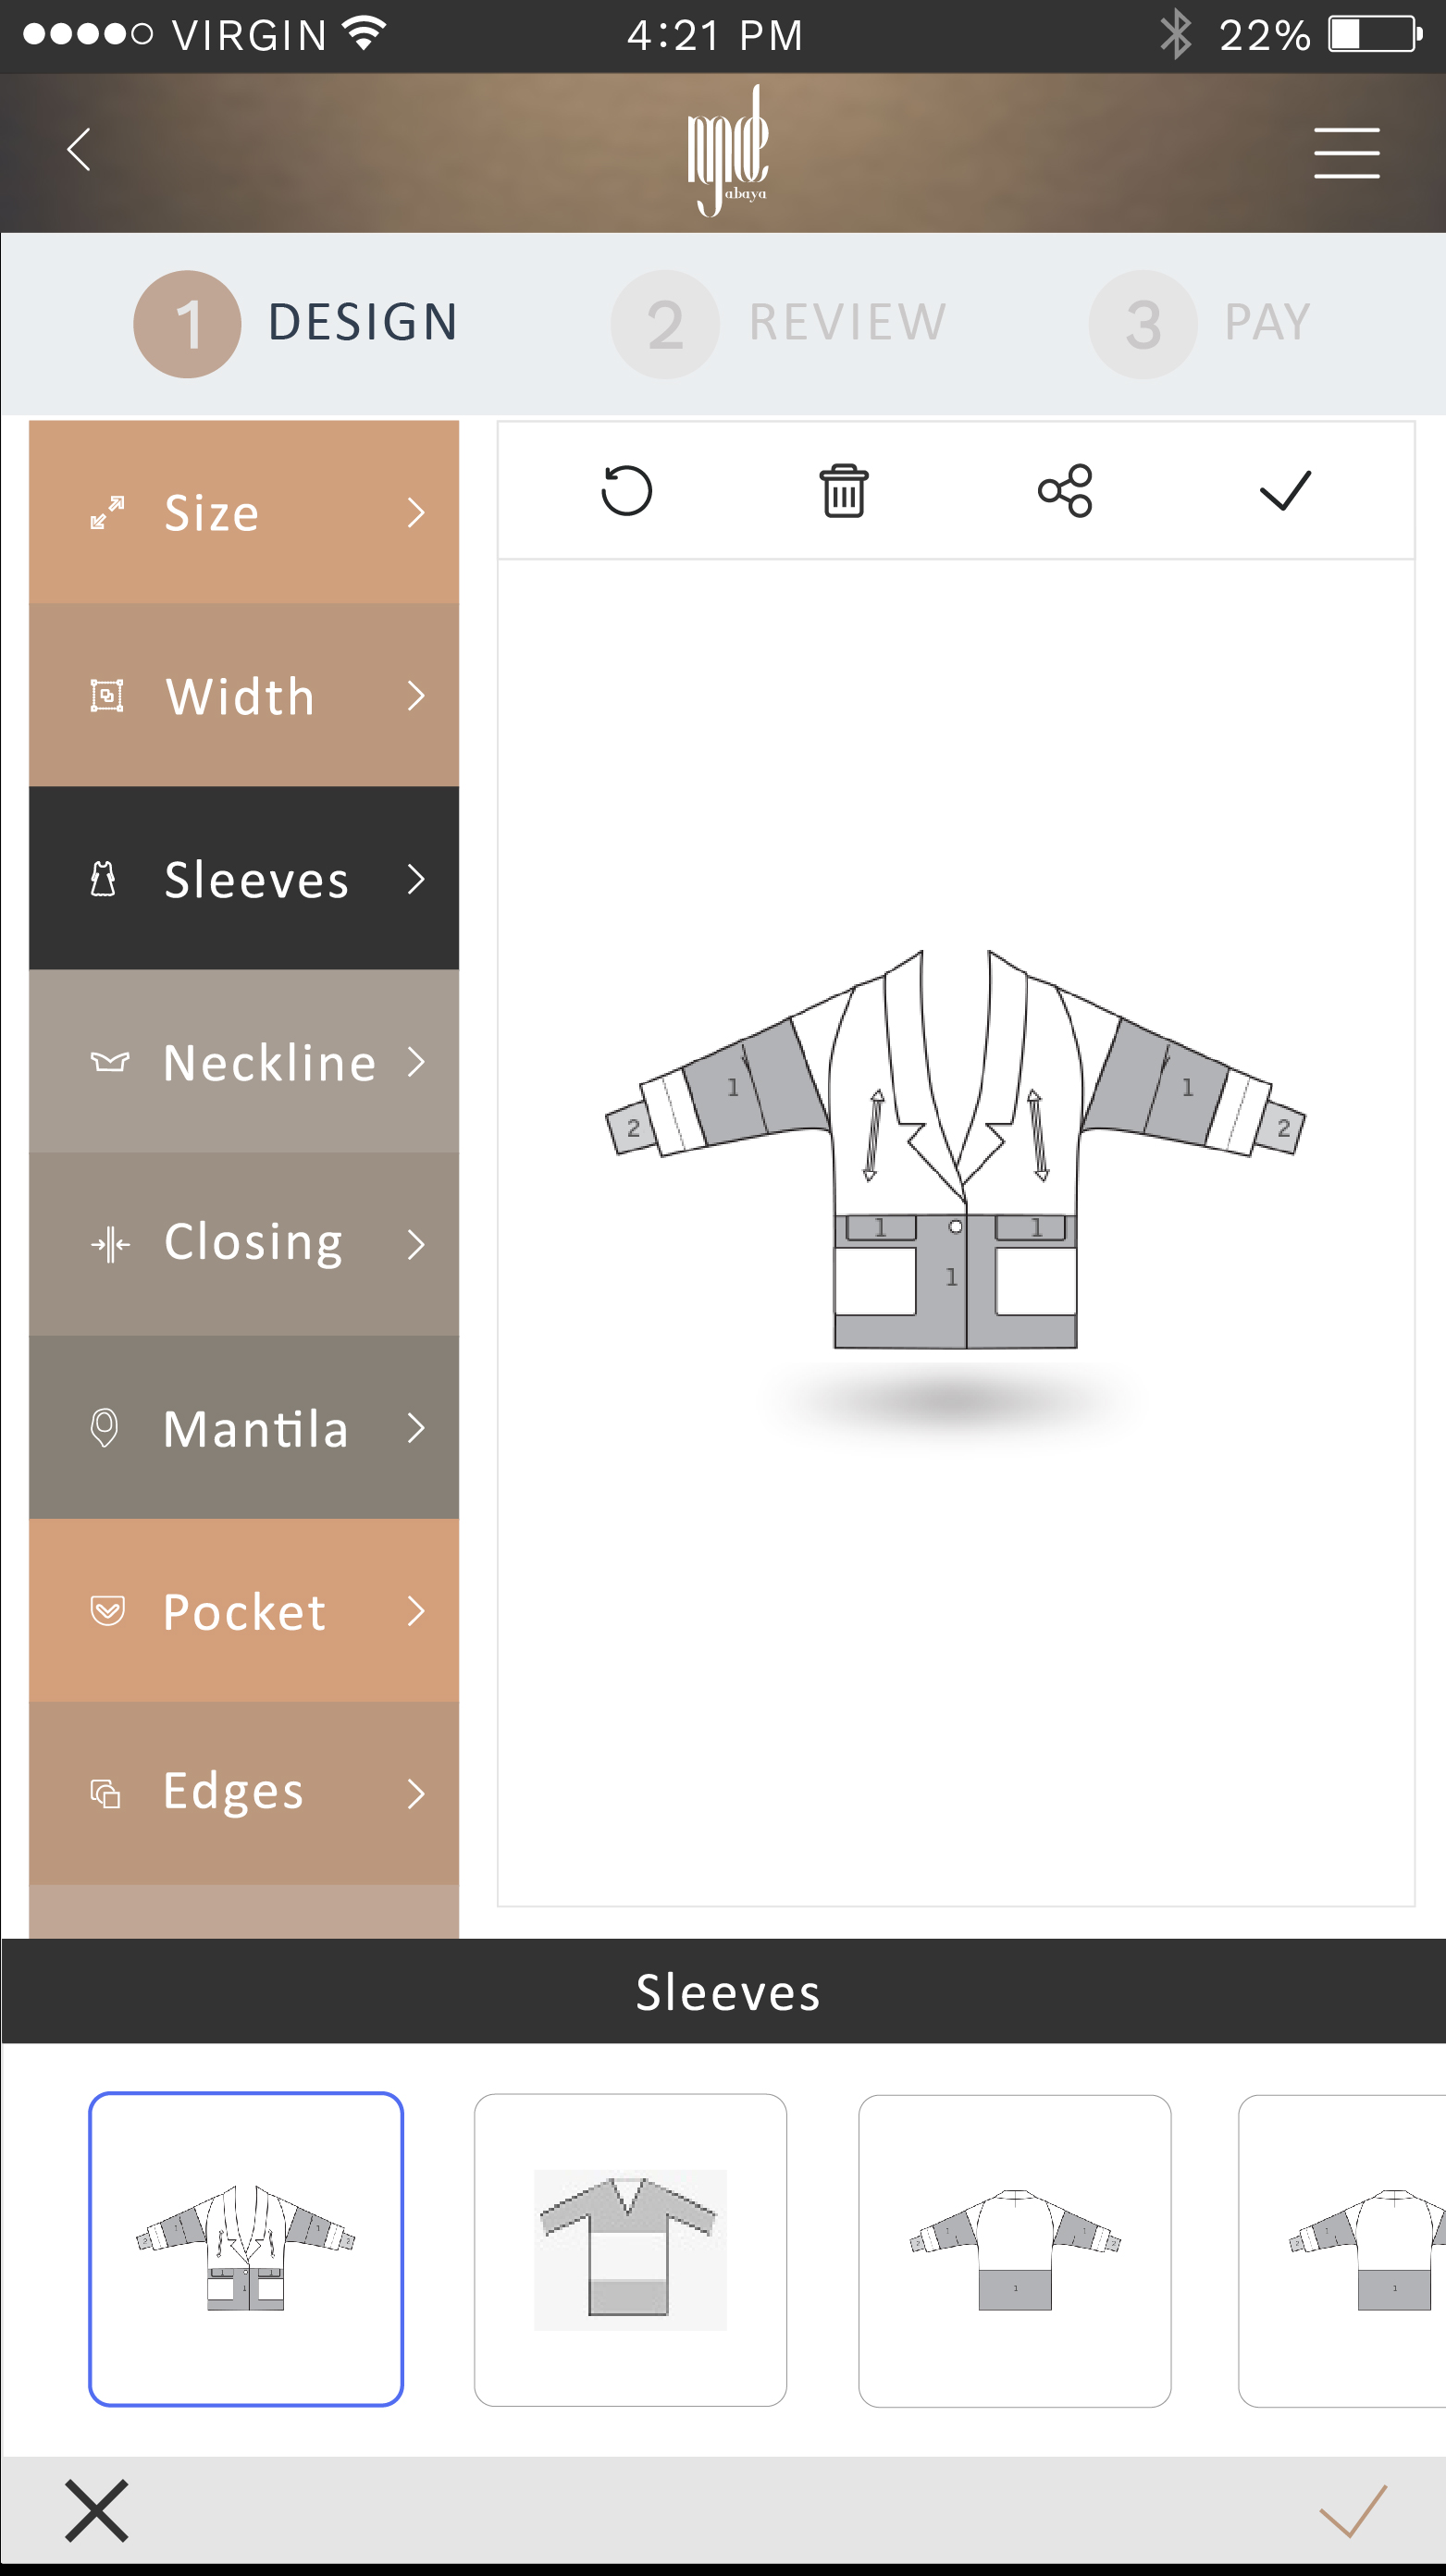 VIRGIN 4:21 PM 22%
abaya
1 DESIGN 2 REVIEW 3 PAY
Size
Width
Sleeves
Neckline
Closing
Mantila
Pocket
Edges
1 1
2 2
1 1
1
Sleeves